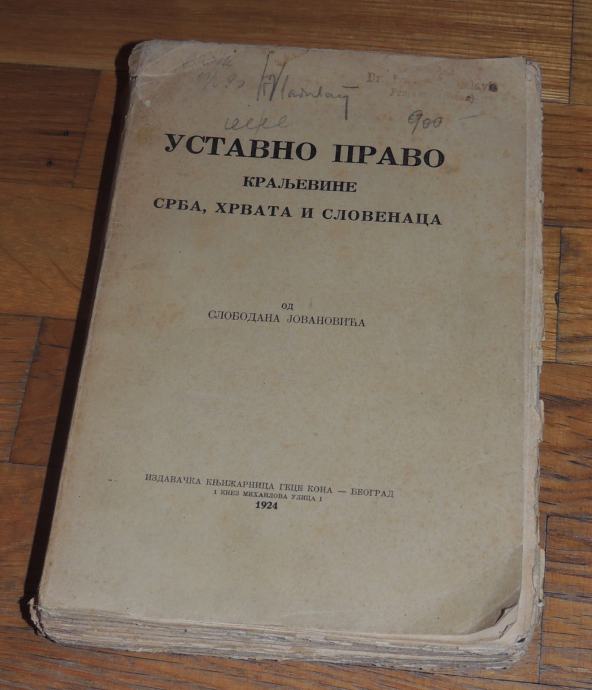 Dr
900
УСТАВНО ПРАВО
КРАЉЕВИНЕ
СРБА, ХРВАТА И СЛОВЕНАЦА
од
СЛОБОДАНА ЈОВАНОВИЋА
ИЗДАВАЧКА КЊИЖАРНИЦА ГЕЦЕ КОНА — БЕОГРАД
1 КНЕЗ МИХАИЛОВА УЛИЦА 1
1924